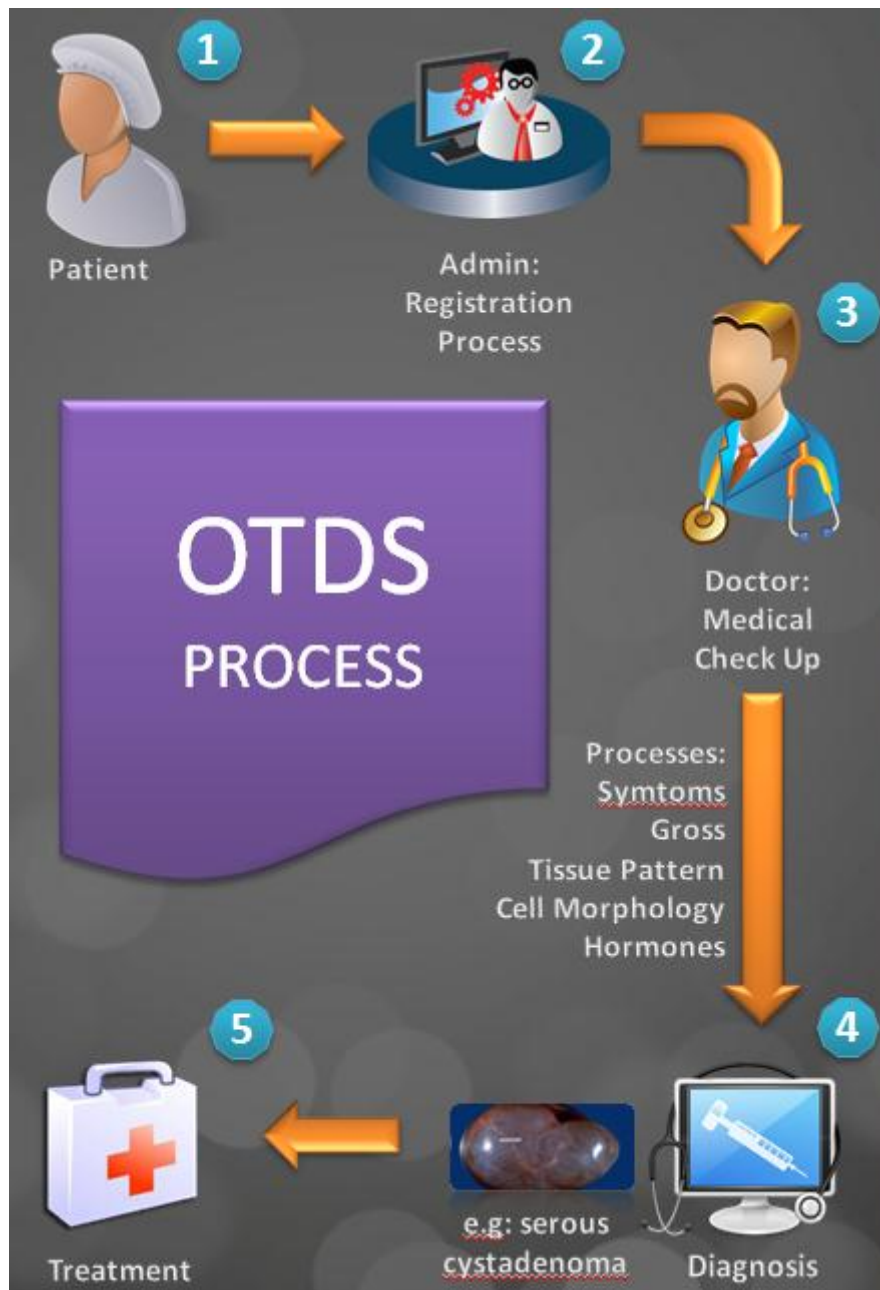 1
2
Patient
Admin:
Registration
Process
3
Doctor:
Medical
Check Up
OTDS
PROCESS
Processes:
Symtoms
Gross
Tissue Pattern
Cell Morphology
Hormones
4
5
e.g: serous
cystadenoma
Diagnosis
Treatment